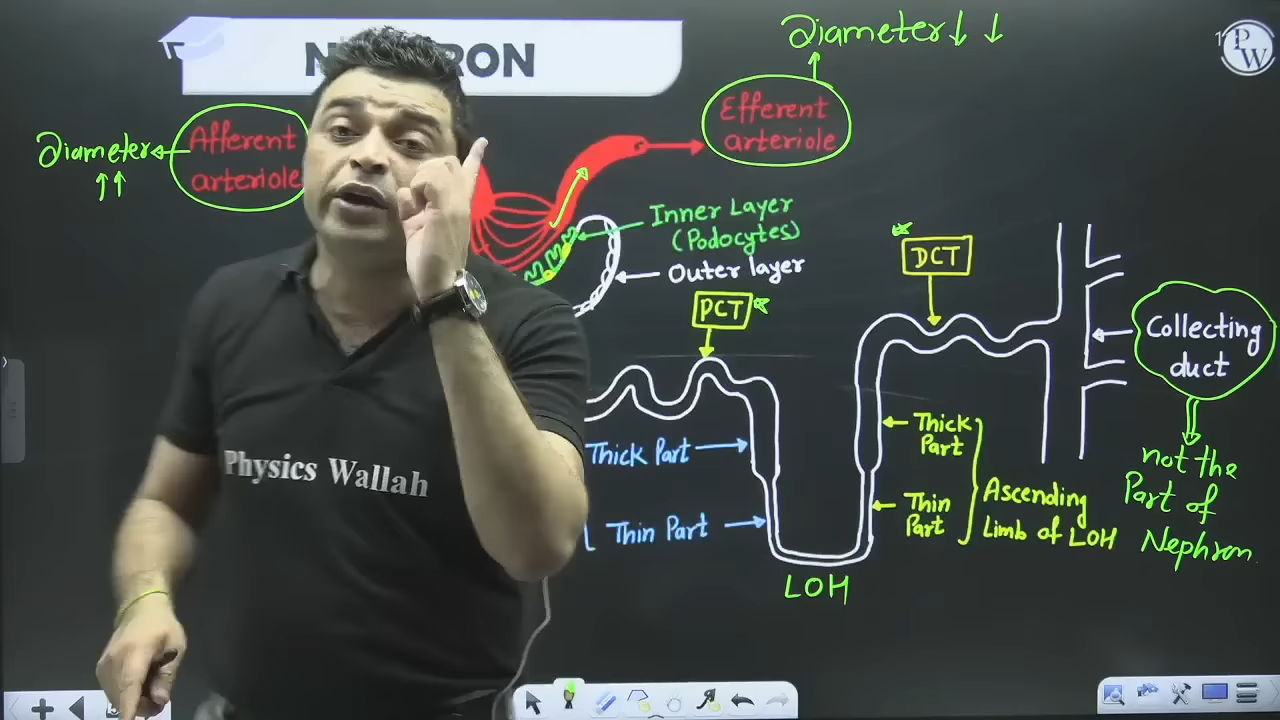 Diameter ↓ ↓
PW
Efferent
arteriole
Diameter
↑↑
Afferent
arteriole
Inner Layer
(Podocytes)
Outer layer
PCT
DCT
Collecting
duct
not the
Part of
Nephron
Thick Part
Thin Part
Thick
Part
Thin
Part
Ascending
Limb of LOH
LOH
Physics Wallah